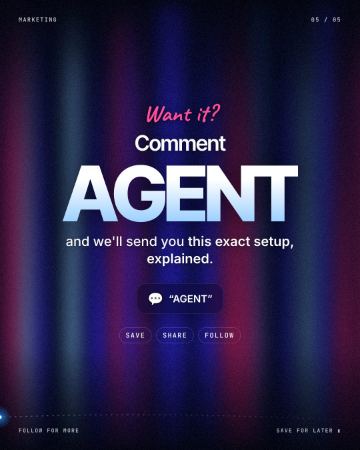 MARKETING
05 / 05
Want it?
Comment
AGENT
and we'll send you this exact setup,
explained.
“AGENT”
SAVE
SHARE
FOLLOW
FOLLOW FOR MORE
SAVE FOR LATER